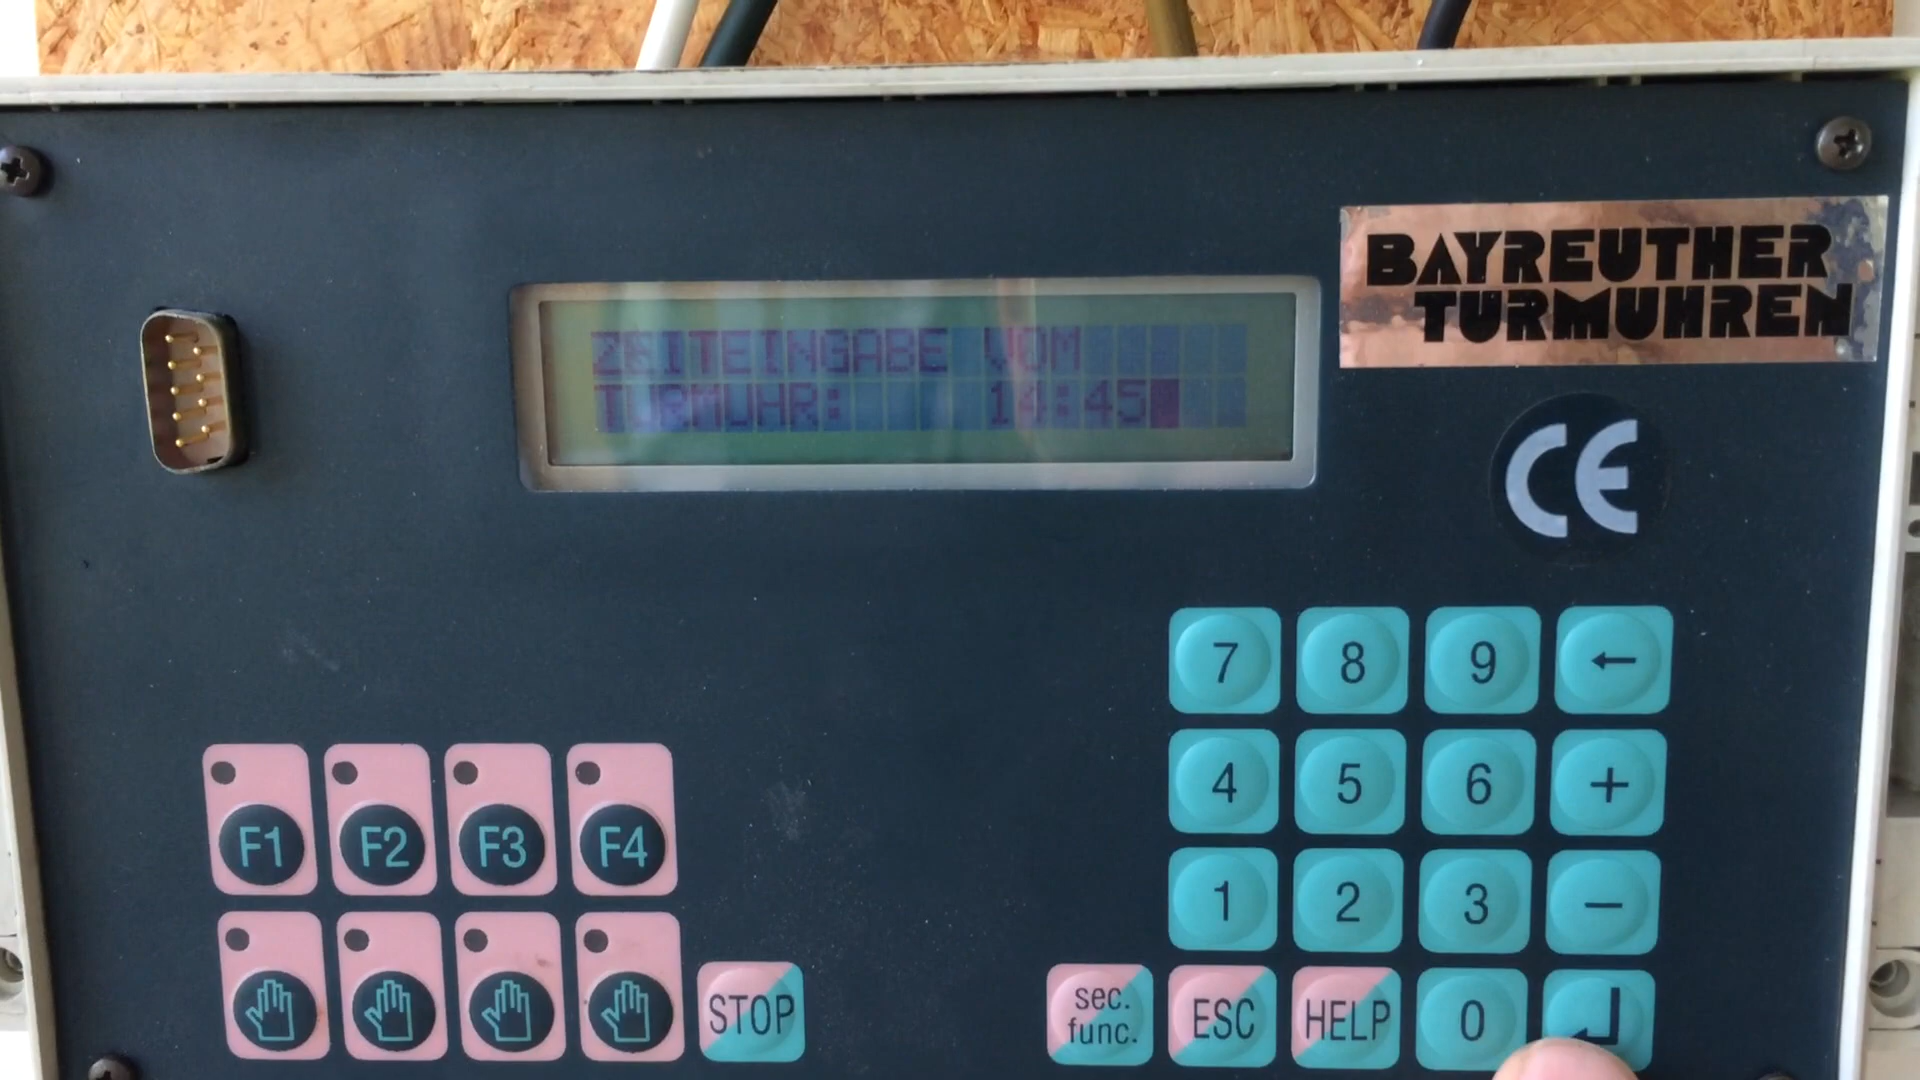 BAYREUTHER
TURMUHREN
ZEITEINGABE VOM
TURMUHR: 14:45
CE
7 8 9 ←
4 5 6 +
F1 F2 F3 F4
1 2 3 −
STOP
sec.
func.
ESC HELP 0 ↵